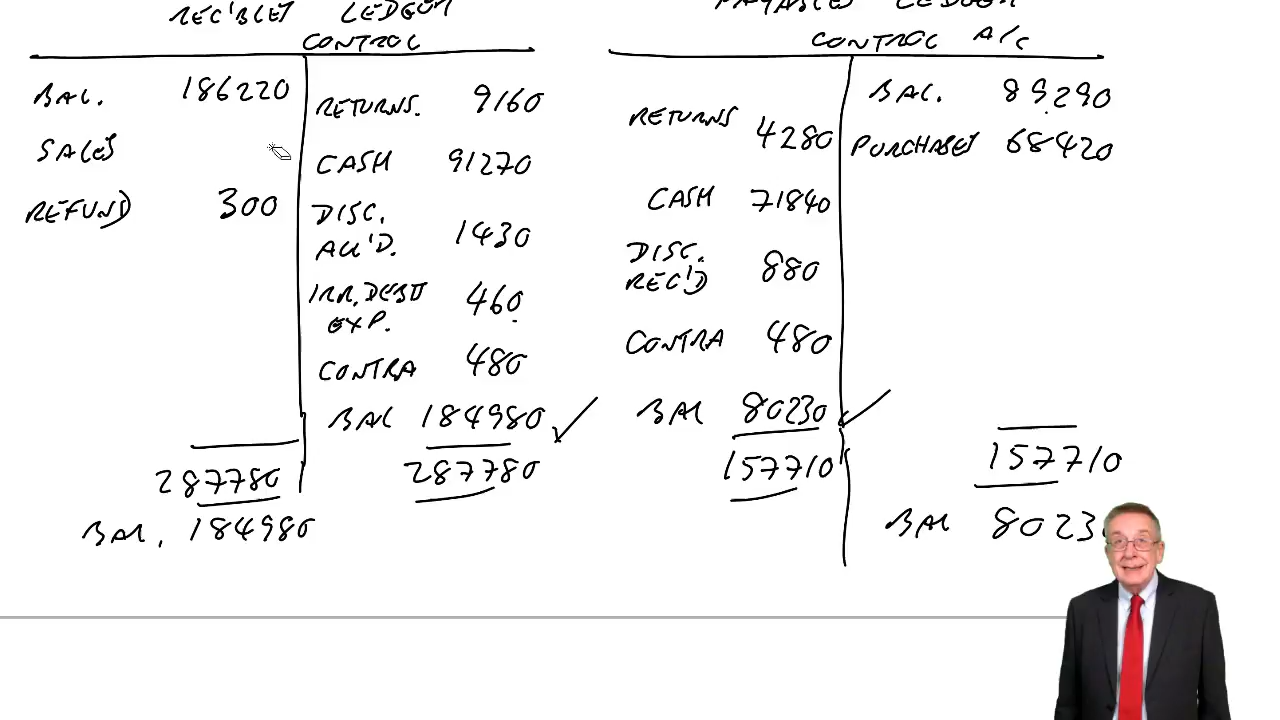 REC'BLES LEDGER
CONTROL
BAL. 186220
SALES
REFUND 300
287780
BAL. 184980
RETURNS. 9160
CASH 91270
DISC.
ALL'D. 1430
IRR. DEBT
EXP. 460
CONTRA 480
BAL 184980
287780
PAYABLES LEDGER
CONTROL A/C
RETURNS 4280
CASH 71840
DISC.
REC'D 880
CONTRA 480
BAL 80230
157710
BAL. 89290
PURCHASES 68420
157710
BAL 8023